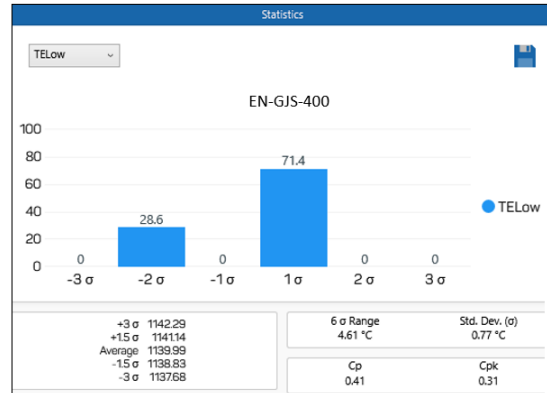 Statistics
TELow
EN-GJS-400
100
80
60
40
20
0
0
28.6
0
71.4
0
0
-3 σ
-2 σ
-1 σ
1 σ
2 σ
3 σ
TELow
+3 σ 1142.29
+1.5 σ 1141.14
Average 1139.99
-1.5 σ 1138.83
-3 σ 1137.68
6 σ Range
4.61 °C
Std. Dev. (σ)
0.77 °C
Cp
0.41
Cpk
0.31